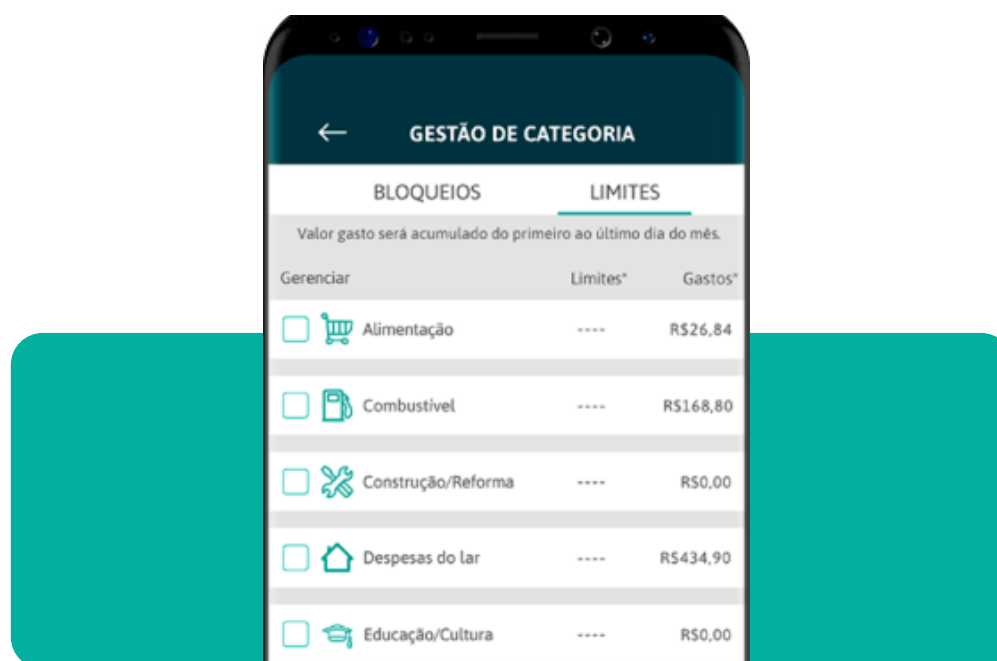 GESTÃO DE CATEGORIA
BLOQUEIOS LIMITES
Valor gasto será acumulado do primeiro ao último dia do mês.
Gerenciar Limites* Gastos*
Alimentação ---- R$26,84
Combustível ---- R$168,80
Construção/Reforma ---- R$0,00
Despesas do lar ---- R$434,90
Educação/Cultura ---- R$0,00